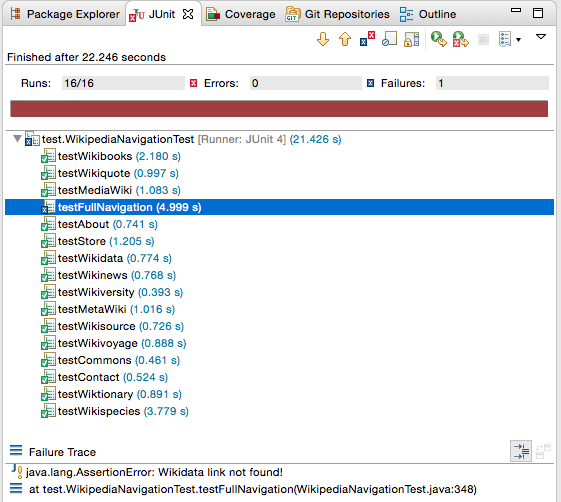 Package Explorer JUnit Coverage Git Repositories Outline
Finished after 22.246 seconds
Runs: 16/16 Errors: 0 Failures: 1
test.WikipediaNavigationTest [Runner: JUnit 4] (21.426 s)
testWikibooks (2.180 s)
testWikiquote (0.997 s)
testMediaWiki (1.083 s)
testFullNavigation (4.999 s)
testAbout (0.741 s)
testStore (1.205 s)
testWikidata (0.774 s)
testWikinews (0.768 s)
testWikiversity (0.393 s)
testMetaWiki (1.016 s)
testWikisource (0.726 s)
testWikivoyage (0.888 s)
testCommons (0.461 s)
testContact (0.524 s)
testWiktionary (0.891 s)
testWikispecies (3.779 s)
Failure Trace
java.lang.AssertionError: Wikidata link not found!
at test.WikipediaNavigationTest.testFullNavigation(WikipediaNavigationTest.java:348)